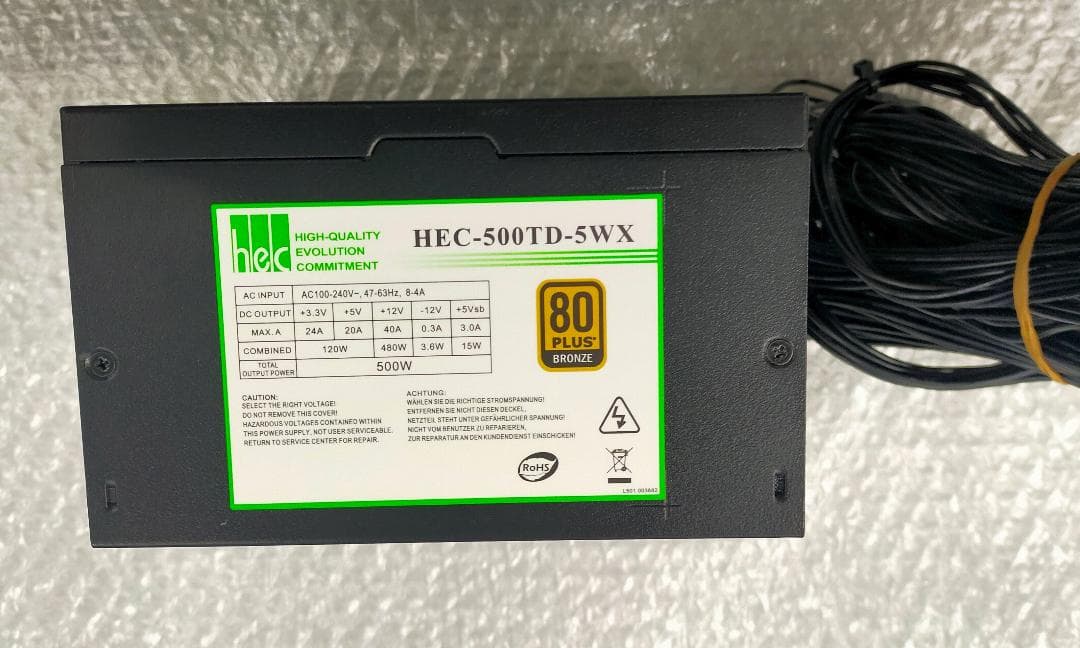 hec
HIGH-QUALITY
EVOLUTION
COMMITMENT
HEC-500TD-5WX
AC INPUT AC100-240V~, 47-63Hz, 8-4A
DC OUTPUT +3.3V +5V +12V -12V +5Vsb
MAX. A 24A 20A 40A 0.3A 3.0A
COMBINED 120W 480W 3.6W 15W
TOTAL
OUTPUT POWER 500W
80
PLUS
BRONZE
CAUTION:
SELECT THE RIGHT VOLTAGE!
DO NOT REMOVE THIS COVER!
HAZARDOUS VOLTAGES CONTAINED WITHIN
THIS POWER SUPPLY, NOT USER SERVICEABLE.
RETURN TO SERVICE CENTER FOR REPAIR.
ACHTUNG:
WÄHLEN SIE DIE RICHTIGE STROMSPANUNG!
ENTFERNEN SIE NICHT DIESEN DECKEL,
NETZTEIL STEHT UNTER GEFÄHRLICHER SPANNUNG!
NICHT VOM BENUTZER ZU REPARIEREN,
ZUR REPARATUR AN DEN KUNDENDIENST EINSCHICKEN!
RoHS